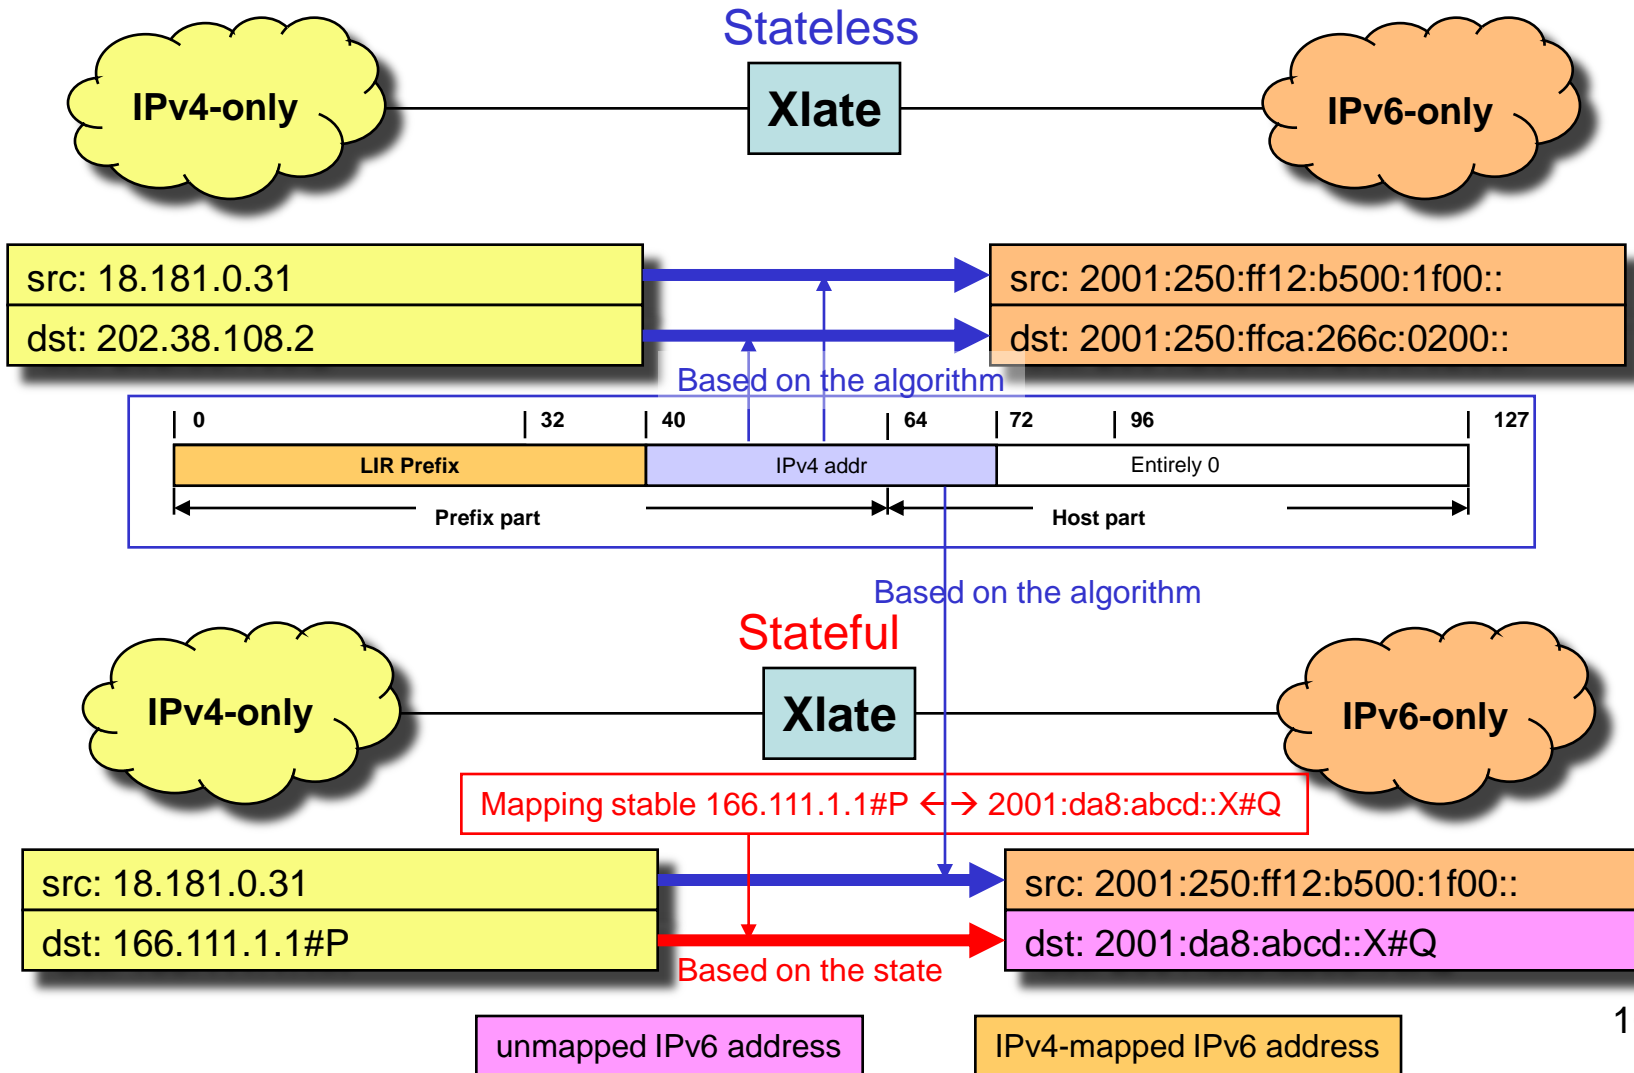 Stateless
IPv4-only
Xlate
IPv6-only
src: 18.181.0.31
src: 2001:250:ff12:b500:1f00::
dst: 202.38.108.2
dst: 2001:250:ffca:266c:0200::
Based on the algorithm
0 32 40 64 72 96 127
LIR Prefix IPv4 addr Entirely 0
Prefix part Host part
Based on the algorithm
Stateful
IPv4-only
Xlate
IPv6-only
Mapping stable 166.111.1.1#P ←→ 2001:da8:abcd::X#Q
src: 18.181.0.31
src: 2001:250:ff12:b500:1f00::
dst: 166.111.1.1#P
dst: 2001:da8:abcd::X#Q
Based on the state
1
unmapped IPv6 address
IPv4-mapped IPv6 address